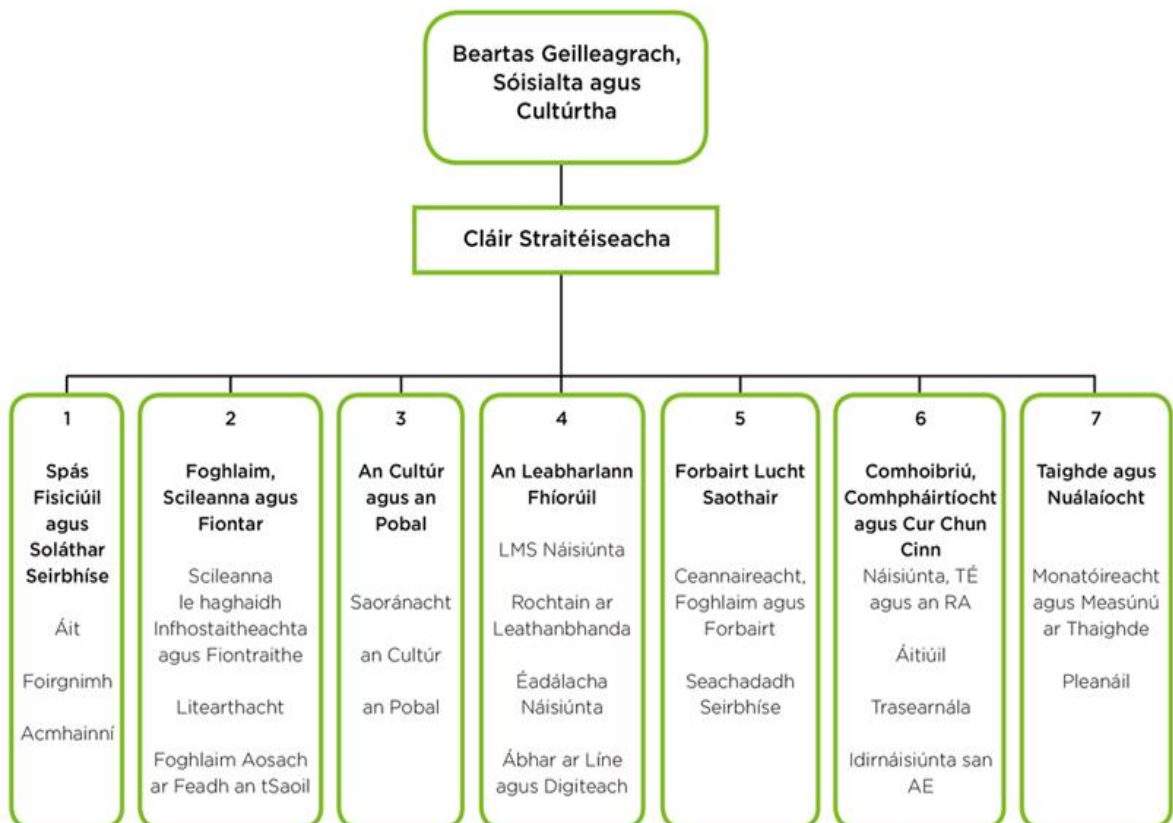 Beartas Geilleagrach,
Sóisialta agus
Cultúrtha
Cláir Straitéiseacha
1
Spás
Fisiciúil
agus
Soláthar
Seirbhíse
Áit
Foirgnimh
Acmhainní
2
Foghlaim,
Scileanna agus
Fiontar
Scileanna
le haghaidh
Infhostaitheachta
agus Fiontraithe
Litearthacht
Foghlaim Aosach
ar Feadh an tSaoil
3
An Cultúr
agus an
Pobal
Saoránacht
an Cultúr
an Pobal
4
An Leabharlann
Fhíorúil
LMS Náisiúnta
Rochtain ar
Leathanbhanda
Éadálacha
Náisiúnta
Ábhar ar Líne
agus Digiteach
5
Forbairt Lucht
Saothair
Ceannaireacht,
Foghlaim agus
Forbairt
Seachadadh
Seirbhíse
6
Comhoibriú,
Comhpháirtíocht
agus Cur Chun
Cinn
Náisiúnta, TÉ
agus an RA
Áitiúil
Trasearnála
Idirnáisiúnta san
AE
7
Taighde agus
Nuálaíocht
Monatóireacht
agus Measúnú
ar Thaighde
Pleanáil